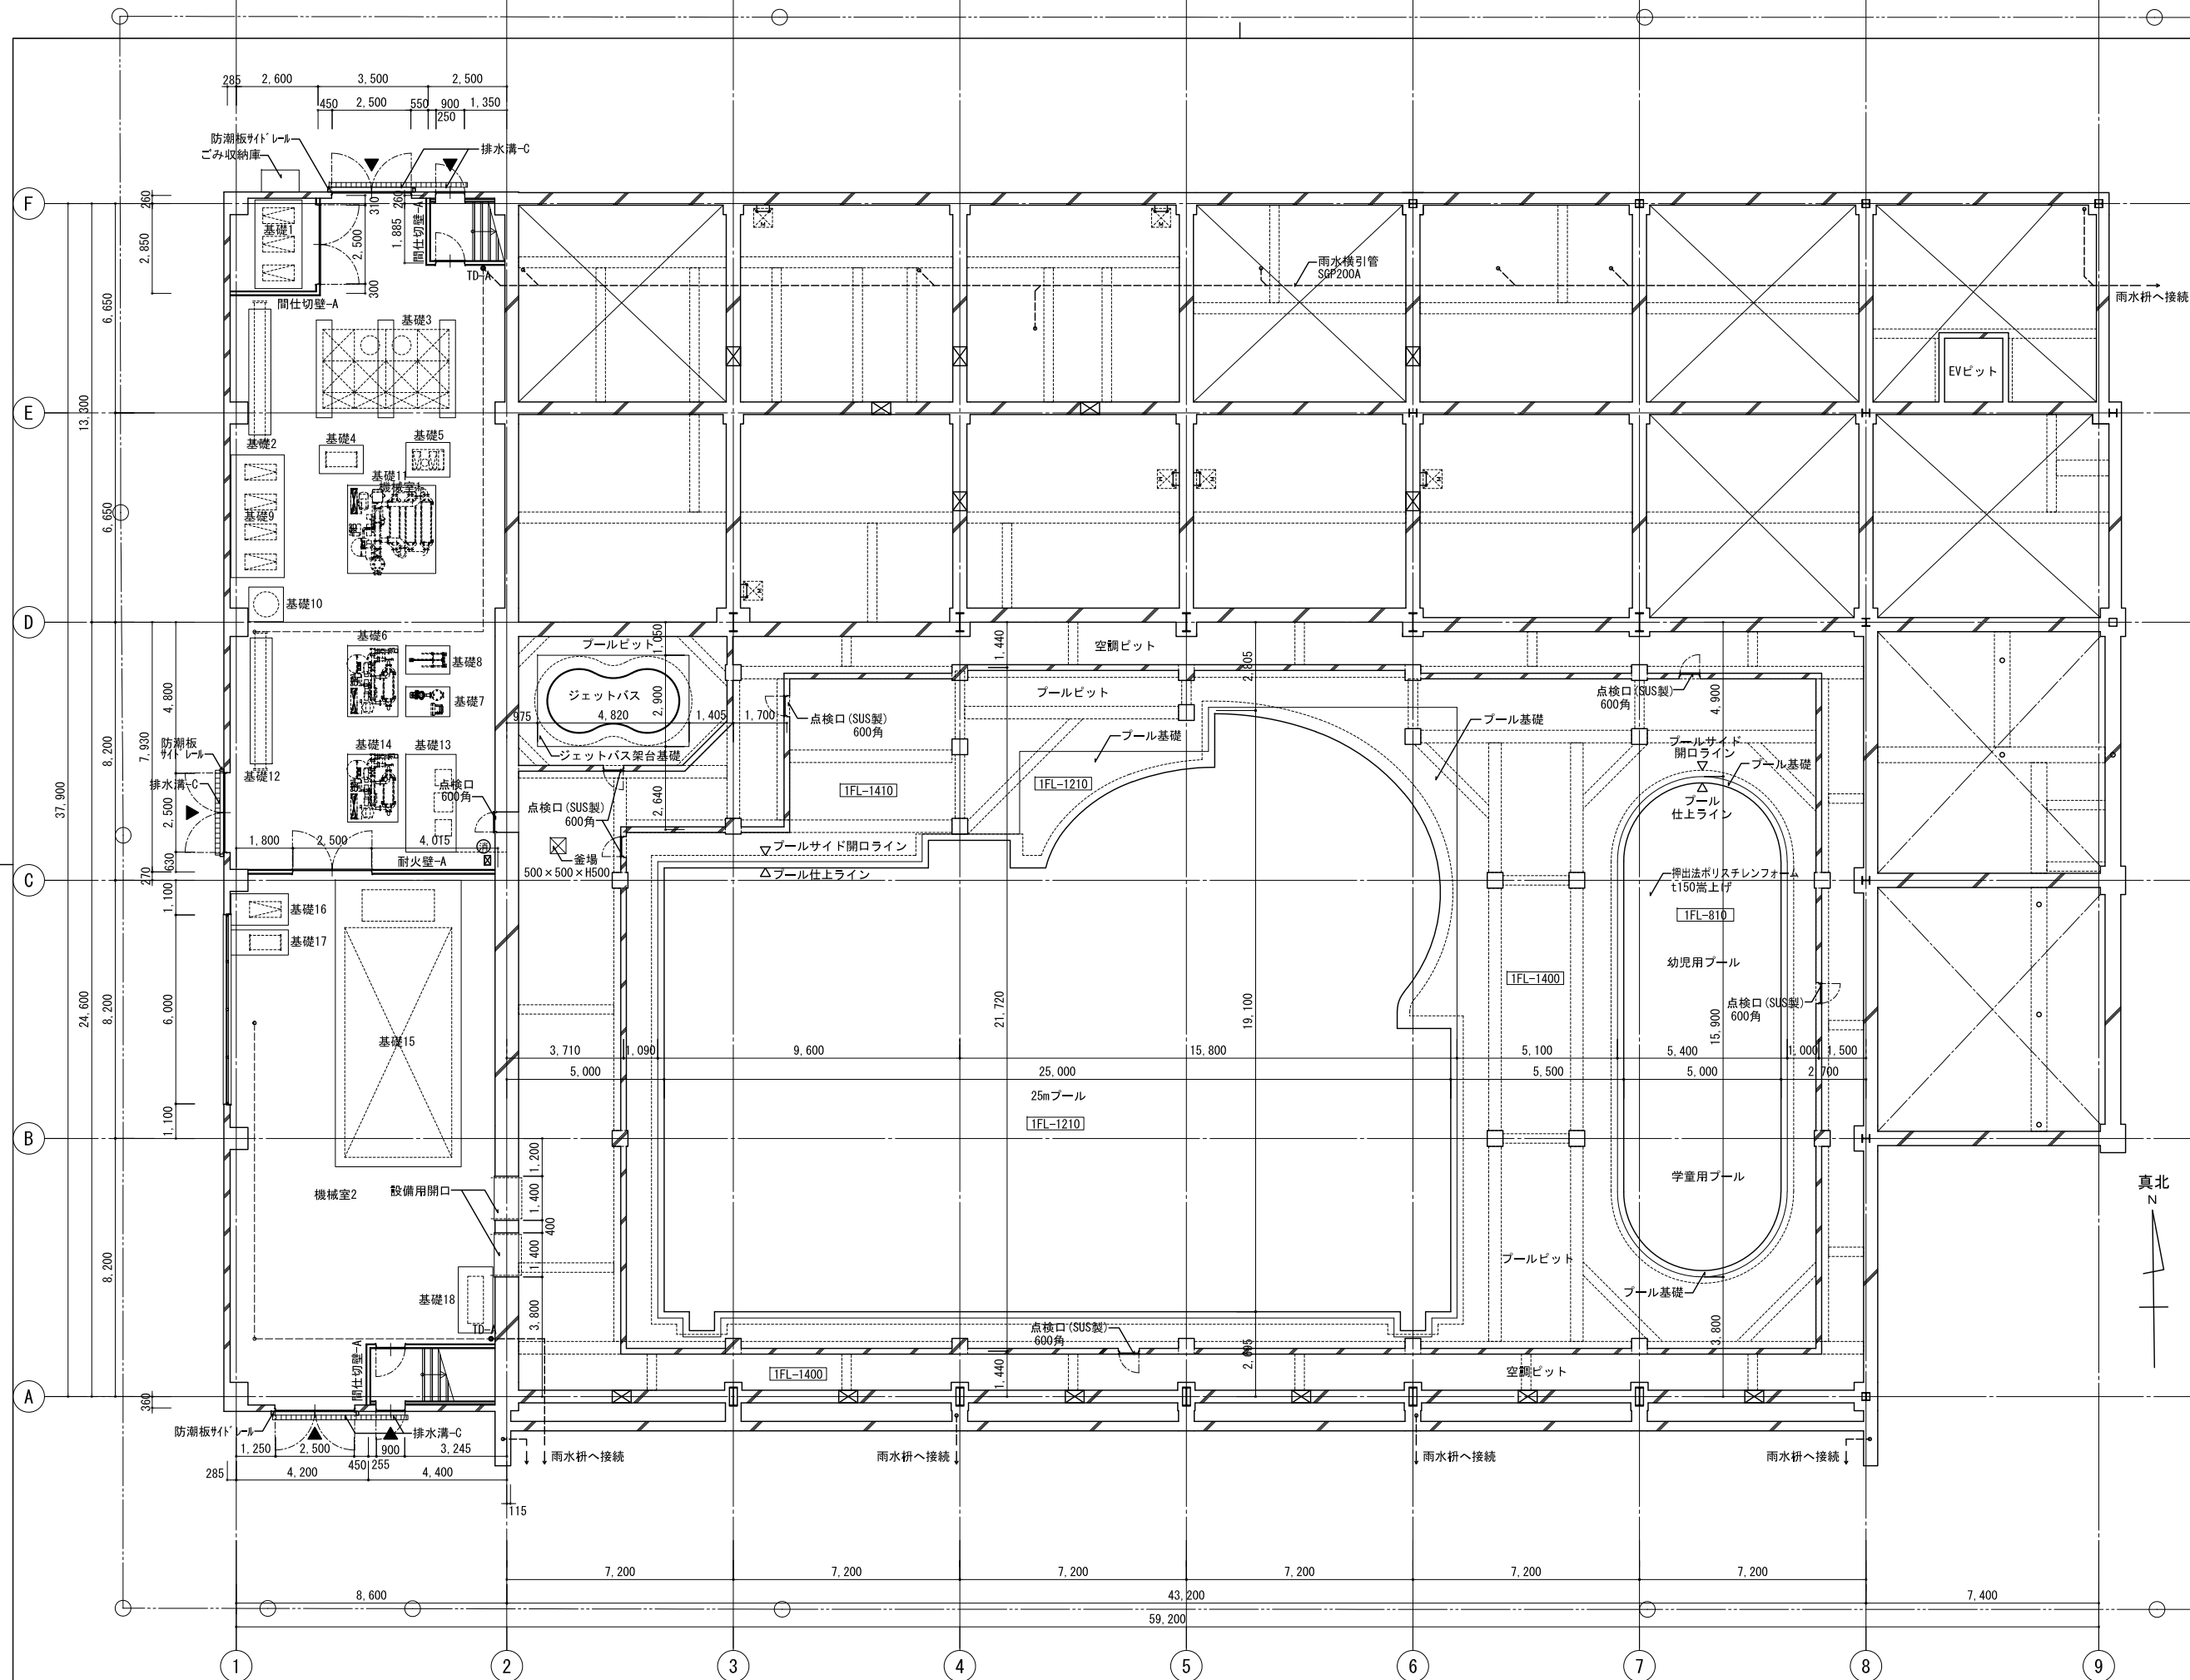 285
2,600
3,500
2,500
450
2,500
550
900
1,350
250
防潮板ｻｲﾄﾞﾚｰﾙ
ごみ収納庫
排水溝-C
F
260
310
260
基礎1
2,500
1,885
間仕切壁-A
2,850
TD-A
雨水横引管
SGP200A
300
間仕切壁-A
雨水枡へ接続
6,650
基礎3
EVピット
E
13,300
基礎2
基礎4
基礎5
基礎11
機械室1
基礎9
6,650
基礎10
D
基礎6
プールピット
1,050
1,440
空調ピット
2,805
基礎8
ジェットバス
プールピット
点検口(SUS製)
600角
4,900
基礎7
4,800
2,900
975
4,820
1,405
1,700
点検口(SUS製)
600角
プール基礎
プール基礎
防潮板
ｻｲﾄﾞﾚｰﾙ
7,930
8,200
37,900
基礎14
基礎13
ジェットバス架台基礎
プールサイド
開口ライン
プール基礎
基礎12
排水溝-C
点検口
600角
1FL-1410
1FL-1210
プール
仕上ライン
2,500
点検口(SUS製)
600角
2,640
1,800
2,500
4,015
消
耐火壁-A
プールサイド開口ライン
釜場
500×500×H500
プール仕上ライン
630
270
C
押出法ポリスチレンフォーム
t150嵩上げ
1,100
基礎16
1FL-810
基礎17
幼児用プール
1FL-1400
点検口(SUS製)
600角
24,600
8,200
6,000
21,720
19,100
15,900
基礎15
3,710
1,090
9,600
15,800
5,100
5,400
1,000
1,500
5,000
25,000
5,500
5,000
2,700
25mプール
1FL-1210
1,100
B
1,200
学童用プール
真北
N
機械室2
設備用開口
1,400
400
1,400
プールピット
8,200
プール基礎
基礎18
3,800
TD-A
点検口(SUS製)
600角
3,800
間仕切壁-A
1FL-1400
1,440
2,695
空調ピット
A
360
防潮板ｻｲﾄﾞﾚｰﾙ
排水溝-C
1,250
2,500
900
3,245
450
255
285
4,200
4,400
雨水枡へ接続
雨水枡へ接続
雨水枡へ接続
雨水枡へ接続
115
7,200
7,200
7,200
7,200
7,200
7,200
8,600
43,200
7,400
59,200
1
2
3
4
5
6
7
8
9